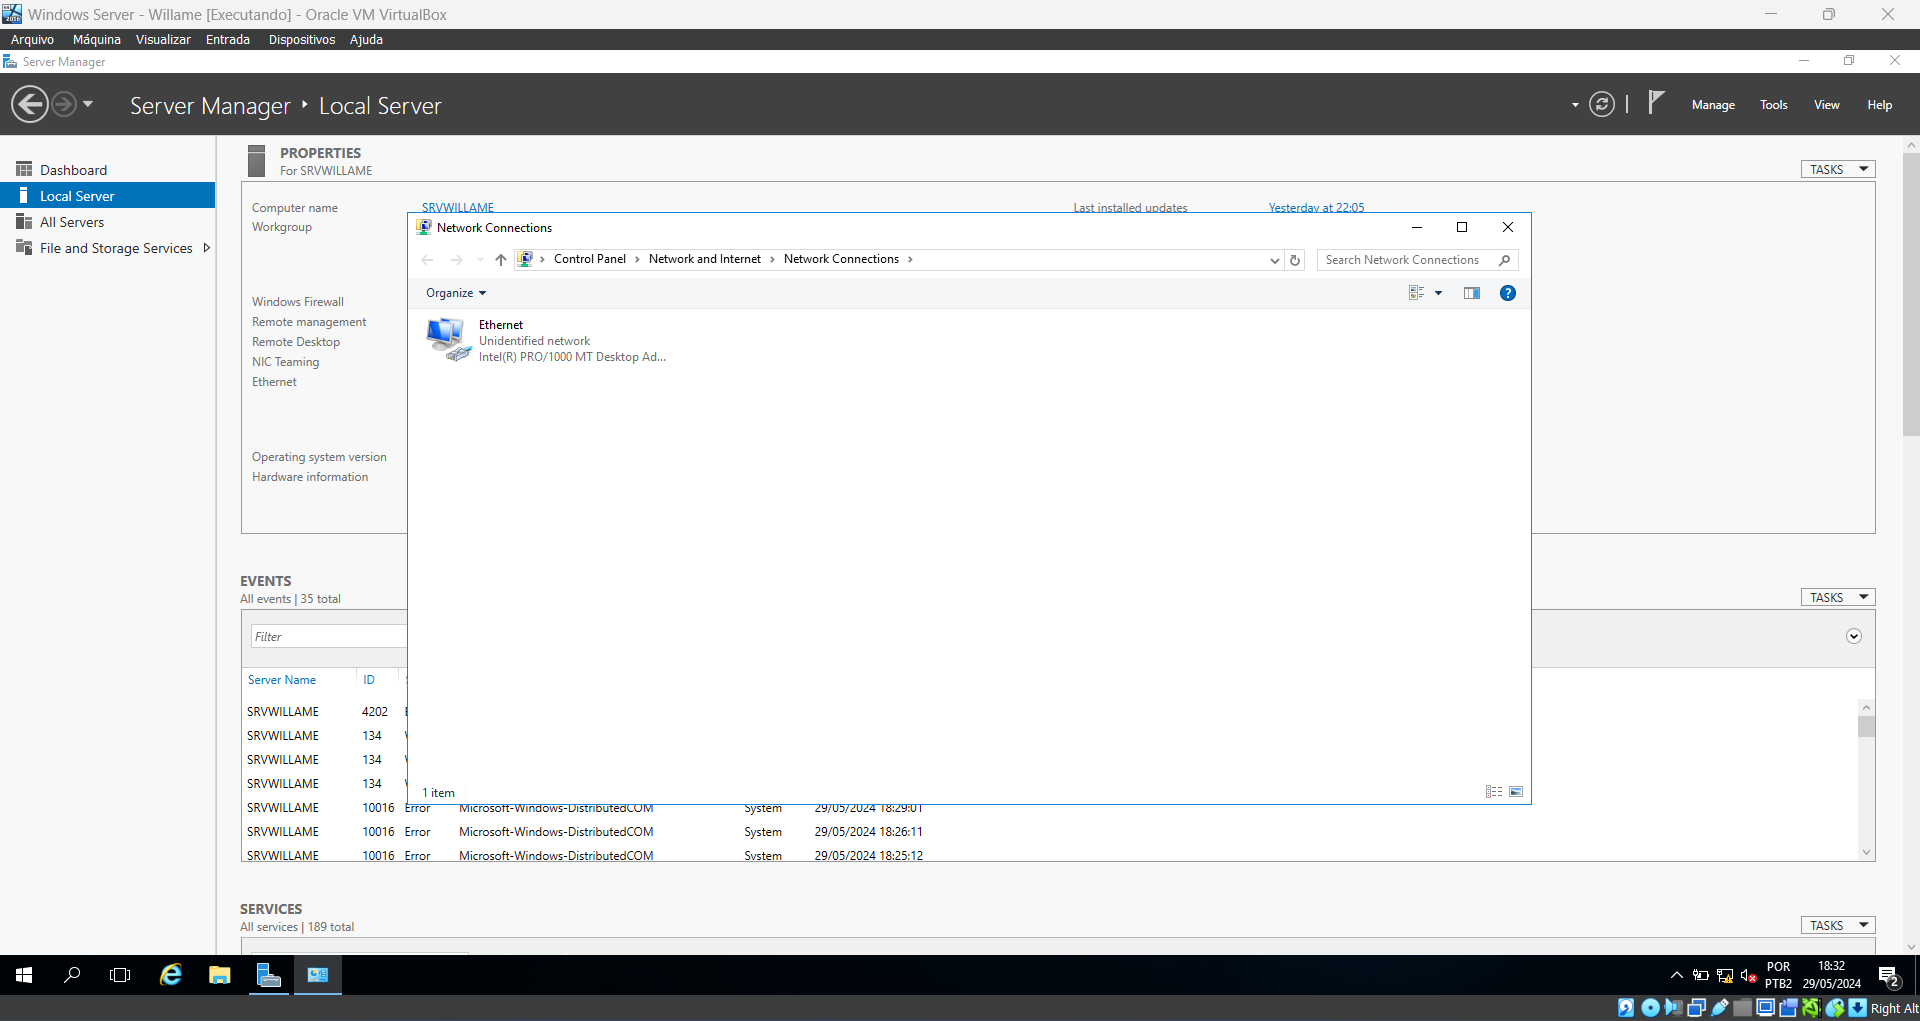 Windows Server - Willame [Executando] - Oracle VM VirtualBox
Arquivo Máquina Visualizar Entrada Dispositivos Ajuda
Server Manager
Server Manager ‣ Local Server
Manage Tools View Help
Dashboard
Local Server
All Servers
File and Storage Services
PROPERTIES
For SRVWILLAME
TASKS
Computer name SRVWILLAME Last installed updates Yesterday at 22:05
Workgroup
Windows Firewall
Remote management
Remote Desktop
NIC Teaming
Ethernet
Operating system version
Hardware information
Network Connections
Control Panel › Network and Internet › Network Connections ›
Search Network Connections
Organize
Ethernet
Unidentified network
Intel(R) PRO/1000 MT Desktop Ad...
1 item
EVENTS
All events | 35 total
TASKS
Filter
Server Name ID
SRVWILLAME 4202
SRVWILLAME 134
SRVWILLAME 134
SRVWILLAME 134
SRVWILLAME 10016 Error Microsoft-Windows-DistributedCOM System 29/05/2024 18:29:01
SRVWILLAME 10016 Error Microsoft-Windows-DistributedCOM System 29/05/2024 18:26:11
SRVWILLAME 10016 Error Microsoft-Windows-DistributedCOM System 29/05/2024 18:25:12
SERVICES
All services | 189 total
TASKS
POR
PTB2
18:32
29/05/2024
2
Right Alt